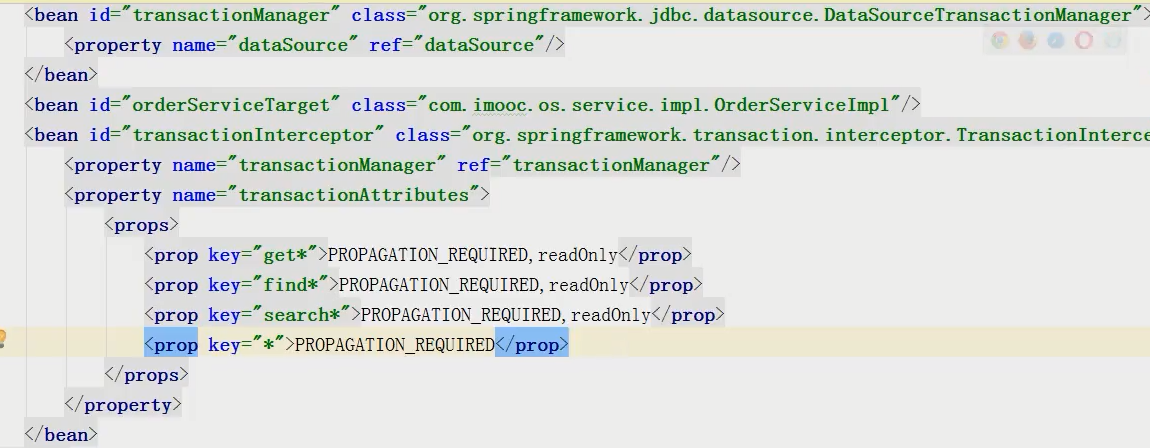 <bean id="transactionManager" class="org.springframework.jdbc.datasource.DataSourceTransactionManager">
<property name="dataSource" ref="dataSource"/>
</bean>
<bean id="orderServiceTarget" class="com.imooc.os.service.impl.OrderServiceImpl"/>
<bean id="transactionInterceptor" class="org.springframework.transaction.interceptor.TransactionInterce
<property name="transactionManager" ref="transactionManager"/>
<property name="transactionAttributes">
<props>
<prop key="get*">PROPAGATION_REQUIRED,readOnly</prop>
<prop key="find*">PROPAGATION_REQUIRED,readOnly</prop>
<prop key="search*">PROPAGATION_REQUIRED,readOnly</prop>
<prop key="*">PROPAGATION_REQUIRED</prop>
</props>
</property>
</bean>